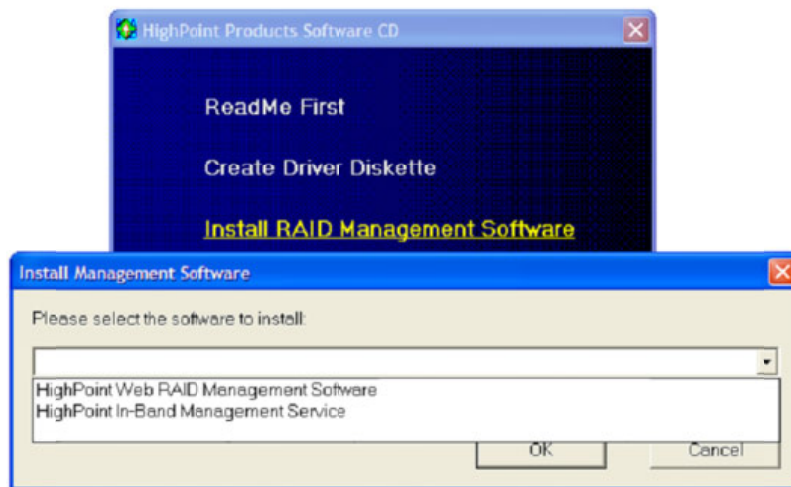 HighPoint Products Software CD
ReadMe First
Create Driver Diskette
Install RAID Management Software
Install Management Software
Please select the software to install:
HighPoint Web RAID Management Software
HighPoint In-Band Management Service
OK
Cancel